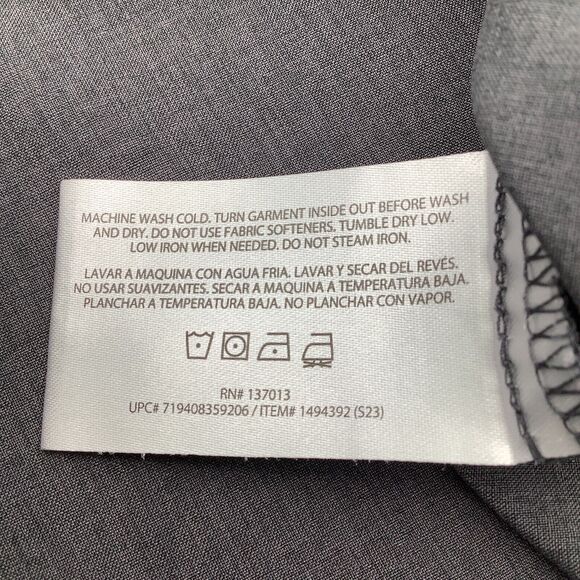 MACHINE WASH COLD. TURN GARMENT INSIDE OUT BEFORE WASH
AND DRY. DO NOT USE FABRIC SOFTENERS. TUMBLE DRY LOW.
LOW IRON WHEN NEEDED. DO NOT STEAM IRON.
LAVAR A MAQUINA CON AGUA FRIA. LAVAR Y SECAR DEL REVÉS.
NO USAR SUAVIZANTES. SECAR A MAQUINA A TEMPERATURA BAJA.
PLANCHAR A TEMPERATURA BAJA. NO PLANCHAR CON VAPOR.
RN# 137013
UPC# 719408359206 / ITEM# 1494392 (S23)